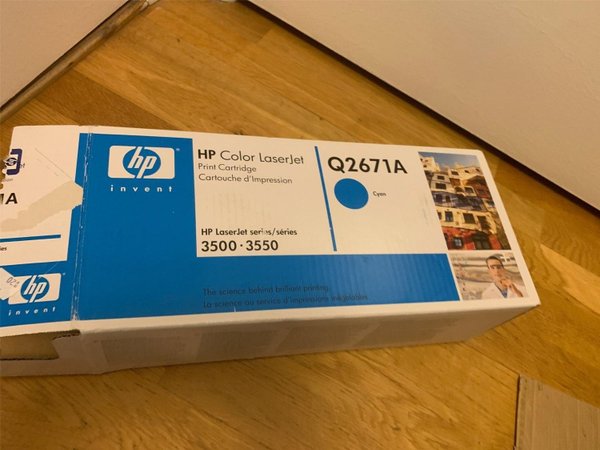 hp
invent
HP Color LaserJet
Print Cartridge
Cartouche d'Impression
HP LaserJet series/séries
3500 · 3550
Q2671A
Cyan
The science behind brilliant printing.
La science au service d'impressions inégalables.
1A
hp
invent